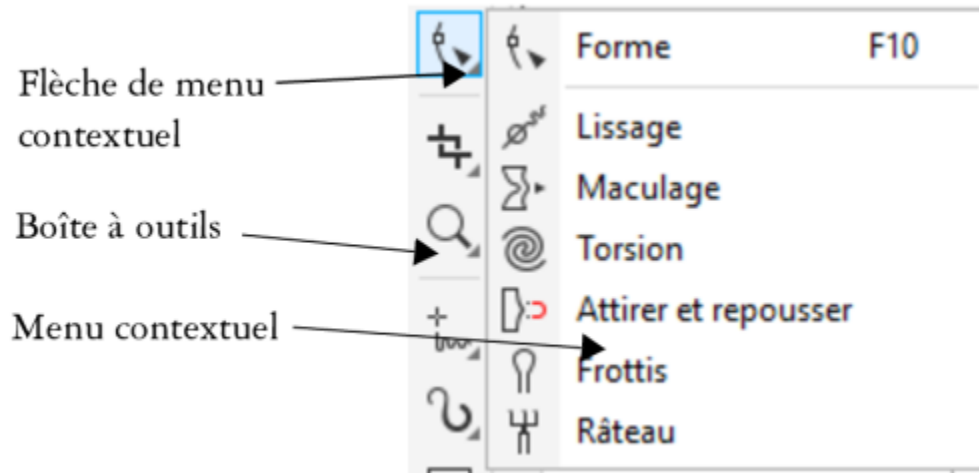 Flèche de menu
contextuel
Boîte à outils
Menu contextuel
Forme F10
Lissage
Maculage
Torsion
Attirer et repousser
Frottis
Râteau